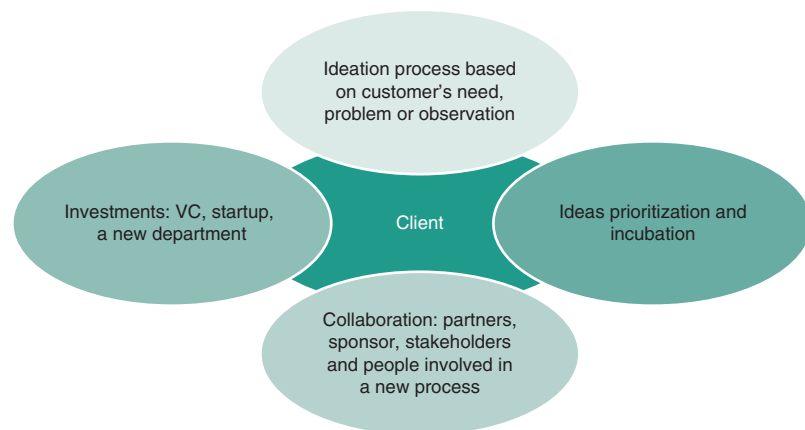 Ideation process based
on customer's need,
problem or observation
Investments: VC, startup,
a new department
Client
Ideas prioritization and
incubation
Collaboration: partners,
sponsor, stakeholders
and people involved in
a new process